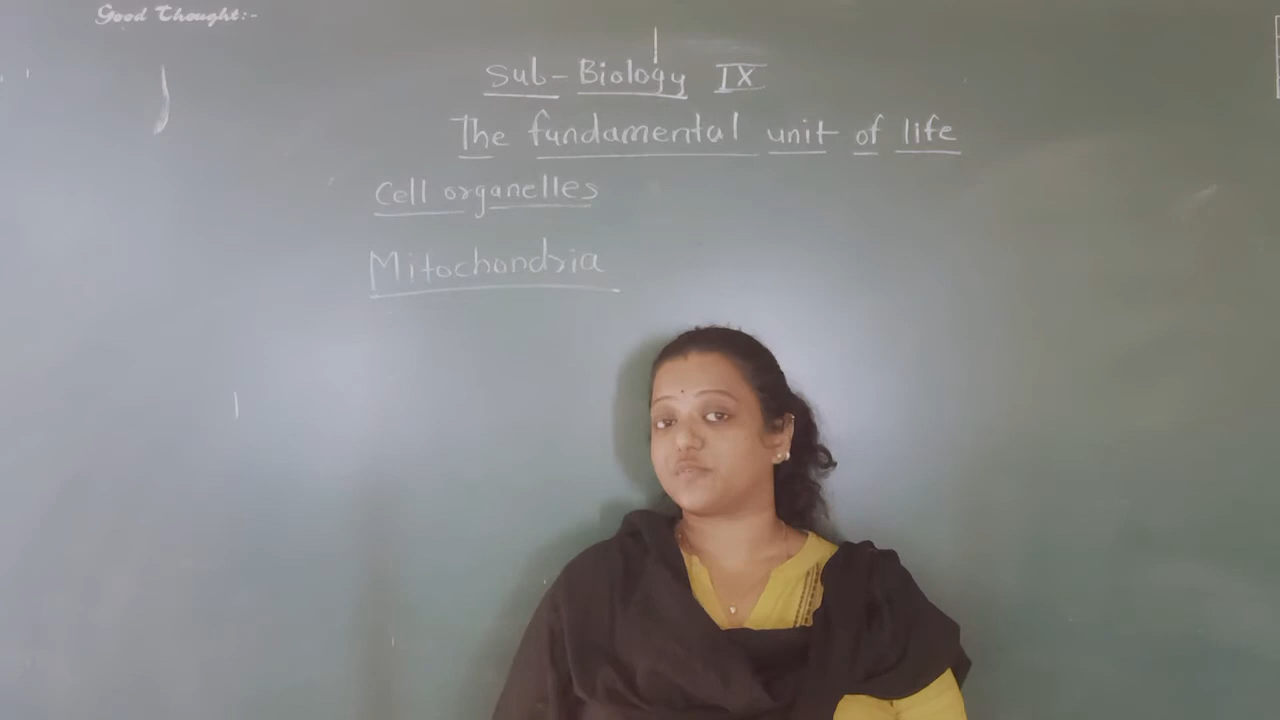 Good Thought:-
Sub-Biology IX
The fundamental unit of life
Cell organelles
Mitochondria